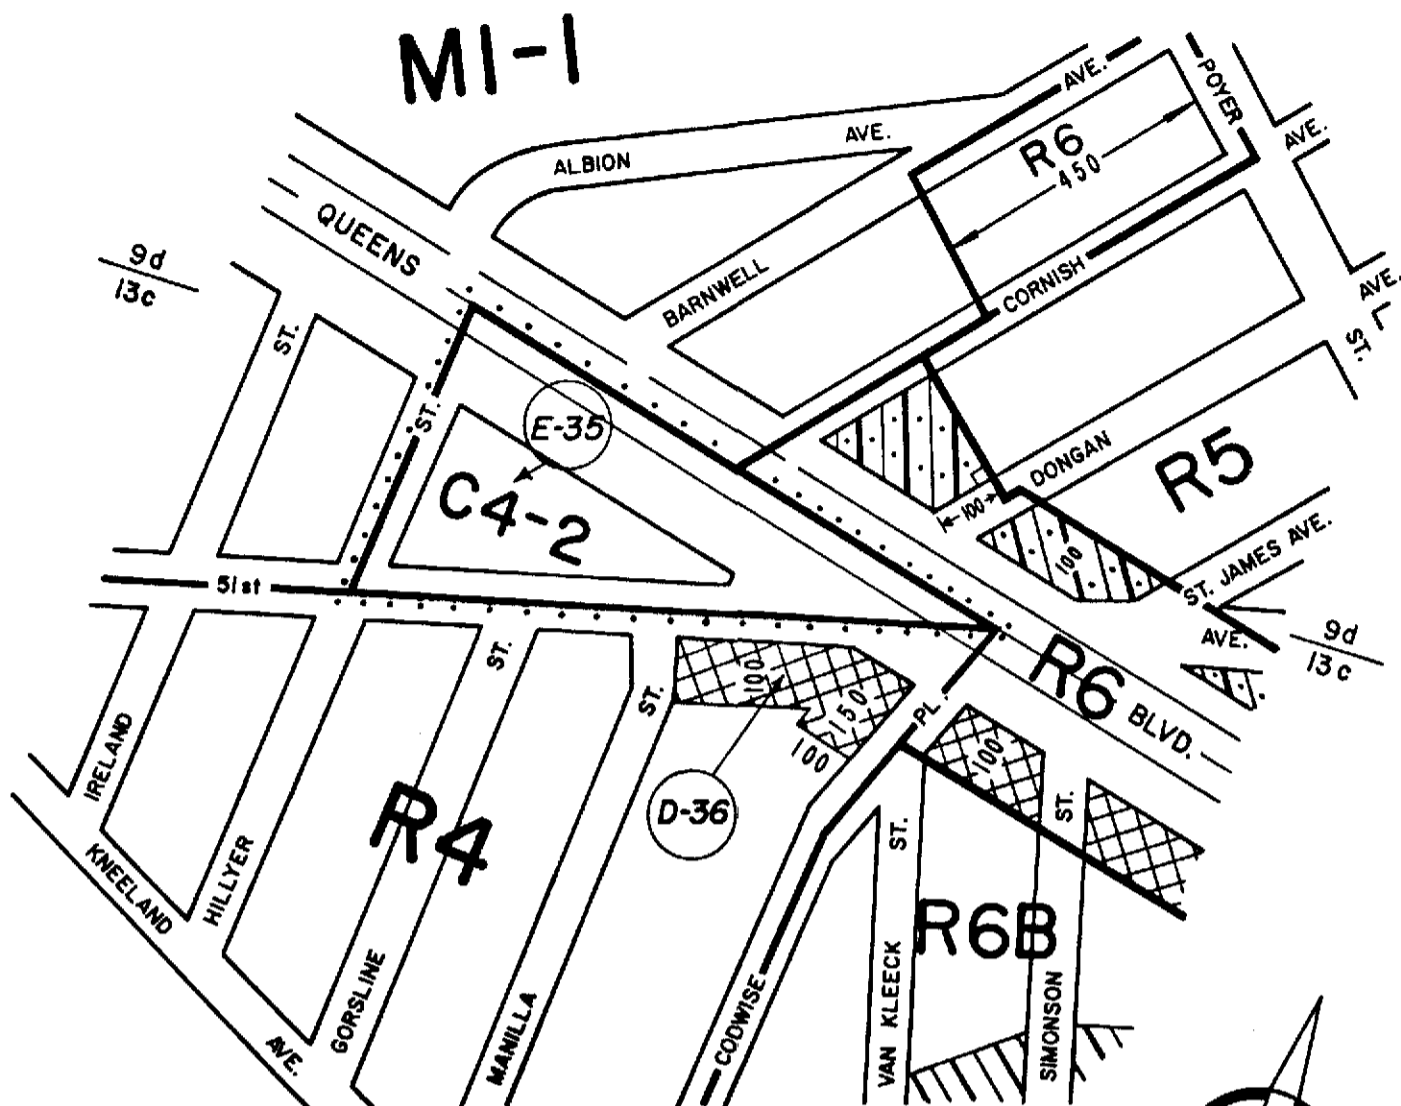 M1-1
AVE.
POYER
ALBION AVE.
R6
450
AVE.
QUEENS
9d
13c
BARNWELL
CORNISH
AVE.
ST.
ST.
ST.
E-35
C4-2
DONGAN
R5
100
100
51st
ST. JAMES AVE.
AVE.
9d
13c
ST.
ST.
100
150
100
PL.
R6
BLVD.
100
D-36
IRELAND
R4
ST.
ST.
KNEELAND
HILLYER
R6B
GORSLINE
MANILLA
CODWISE
VAN KLEECK
SIMONSON
AVE.